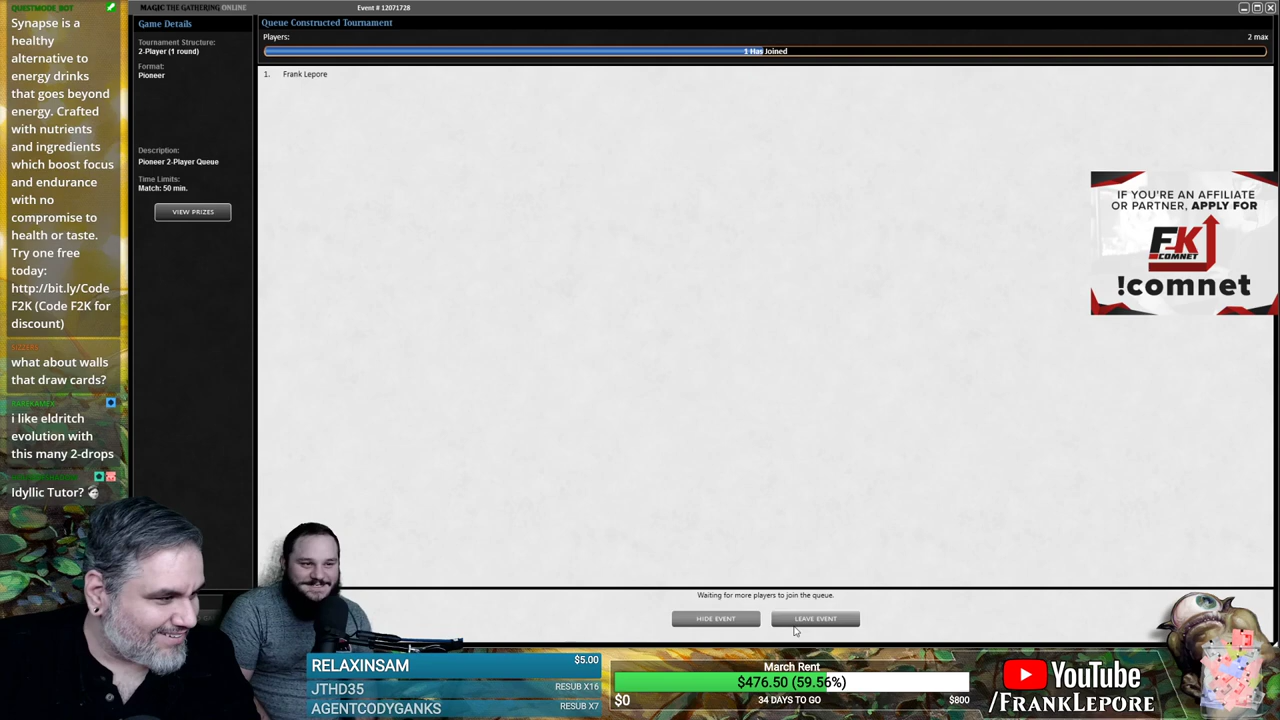 QUESTMODE_BOT
Synapse is a
healthy
alternative to
energy drinks
that goes beyond
energy. Crafted
with nutrients
and ingredients
which boost focus
and endurance
with no
compromise to
health or taste.
Try one free
today:
http://bit.ly/Code
F2K (Code F2K for
discount)
what about walls
that draw cards?
i like eldritch
evolution with
this many 2-drops
Idyllic Tutor?
MAGIC THE GATHERING ONLINE
Event # 12071728
Game Details
Tournament Structure:
2-Player (1 round)
Format:
Pioneer
Description:
Pioneer 2-Player Queue
Time Limits:
Match: 50 min.
VIEW PRIZES
Queue Constructed Tournament
Players:
2 max
1 Has Joined
1. Frank Lepore
IF YOU'RE AN AFFILIATE
OR PARTNER, APPLY FOR
F2K
COMNET
!comnet
Waiting for more players to join the queue.
HIDE EVENT
LEAVE EVENT
RELAXINSAM $5.00
JTHD35 RESUB X16
AGENTCODYGANKS RESUB X7
March Rent
$476.50 (59.56%)
$0 34 DAYS TO GO $800
YouTube
/FRANKLEPORE